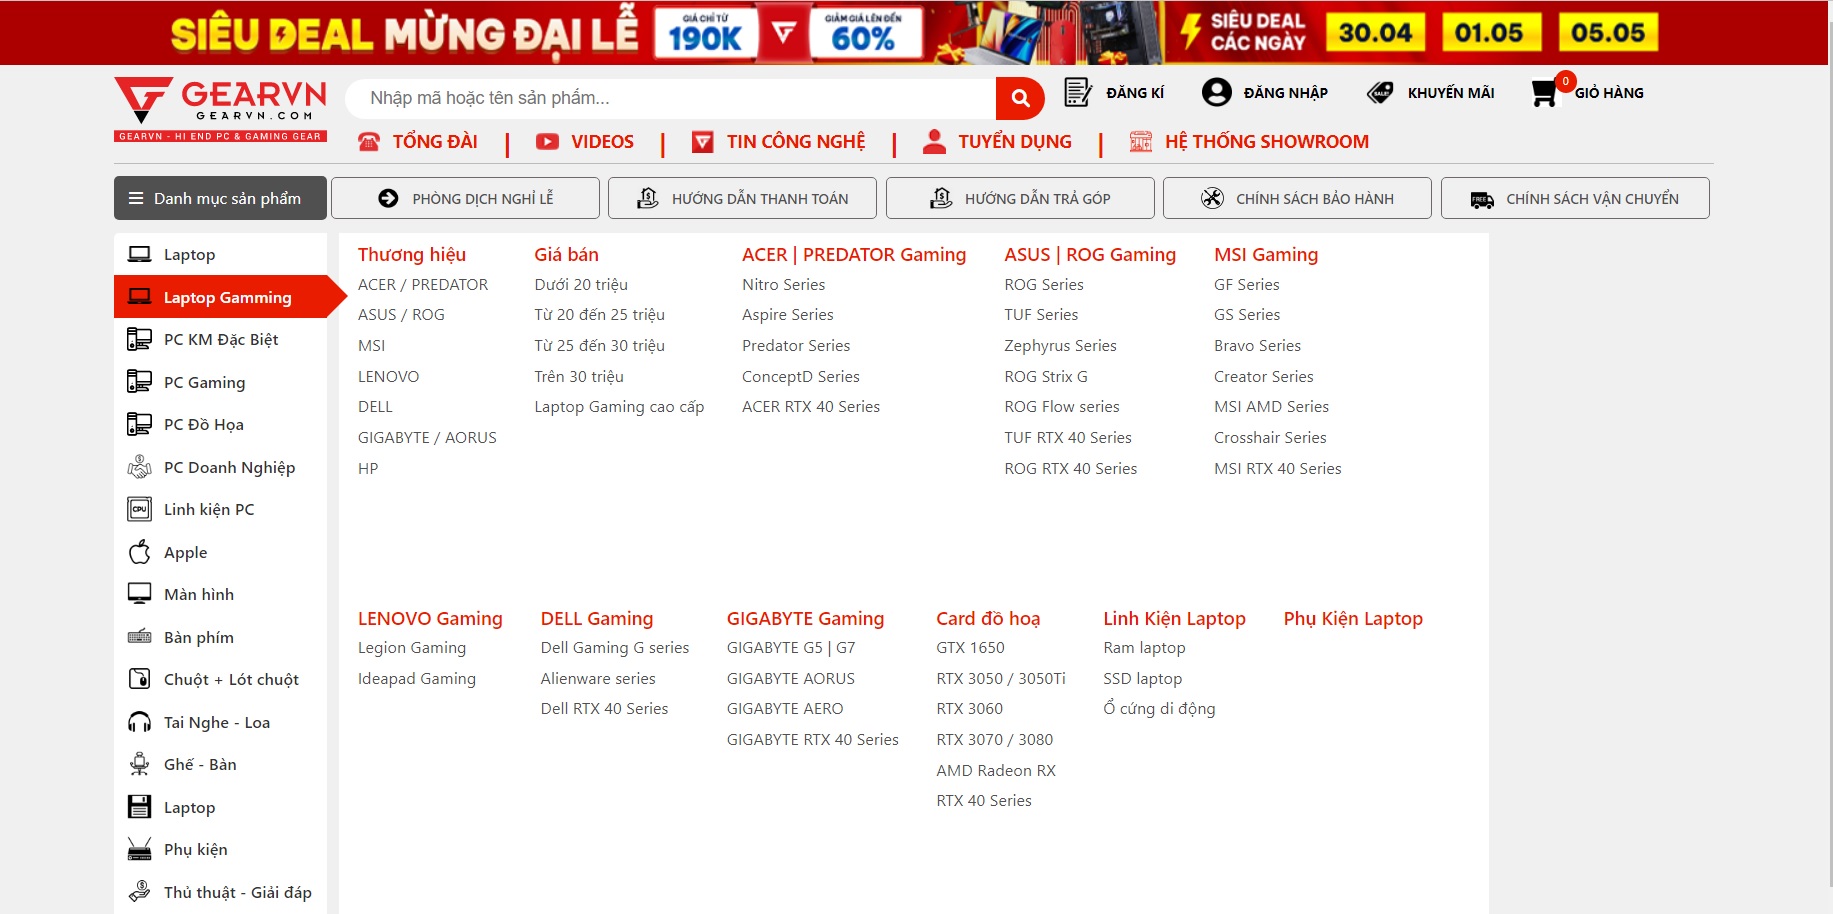 SIÊU DEAL MỪNG ĐẠI LỄ
GIÁ CHỈ TỪ
190K
GIẢM GIÁ LÊN ĐẾN
60%
SIÊU DEAL
CÁC NGÀY
30.04
01.05
05.05
GEARVN
GEARVN.COM
GEARVN - HI END PC & GAMING GEAR
Nhập mã hoặc tên sản phẩm...
ĐĂNG KÍ
ĐĂNG NHẬP
SALE
KHUYẾN MÃI
0
GIỎ HÀNG
TỔNG ĐÀI
VIDEOS
TIN CÔNG NGHỆ
TUYỂN DỤNG
HỆ THỐNG SHOWROOM
Danh mục sản phẩm
PHÒNG DỊCH NGHỈ LỄ
HƯỚNG DẪN THANH TOÁN
HƯỚNG DẪN TRẢ GÓP
CHÍNH SÁCH BẢO HÀNH
FREE
CHÍNH SÁCH VẬN CHUYỂN
Laptop
Laptop Gamming
PC KM Đặc Biệt
PC Gaming
PC Đồ Họa
PC Doanh Nghiệp
CPU
Linh kiện PC
Apple
Màn hình
Bàn phím
Chuột + Lót chuột
Tai Nghe - Loa
Ghế - Bàn
Laptop
Phụ kiện
Thủ thuật - Giải đáp
Thương hiệu
ACER / PREDATOR
ASUS / ROG
MSI
LENOVO
DELL
GIGABYTE / AORUS
HP
Giá bán
Dưới 20 triệu
Từ 20 đến 25 triệu
Từ 25 đến 30 triệu
Trên 30 triệu
Laptop Gaming cao cấp
ACER | PREDATOR Gaming
Nitro Series
Aspire Series
Predator Series
ConceptD Series
ACER RTX 40 Series
ASUS | ROG Gaming
ROG Series
TUF Series
Zephyrus Series
ROG Strix G
ROG Flow series
TUF RTX 40 Series
ROG RTX 40 Series
MSI Gaming
GF Series
GS Series
Bravo Series
Creator Series
MSI AMD Series
Crosshair Series
MSI RTX 40 Series
LENOVO Gaming
Legion Gaming
Ideapad Gaming
DELL Gaming
Dell Gaming G series
Alienware series
Dell RTX 40 Series
GIGABYTE Gaming
GIGABYTE G5 | G7
GIGABYTE AORUS
GIGABYTE AERO
GIGABYTE RTX 40 Series
Card đồ hoạ
GTX 1650
RTX 3050 / 3050Ti
RTX 3060
RTX 3070 / 3080
AMD Radeon RX
RTX 40 Series
Linh Kiện Laptop
Ram laptop
SSD laptop
Ổ cứng di động
Phụ Kiện Laptop